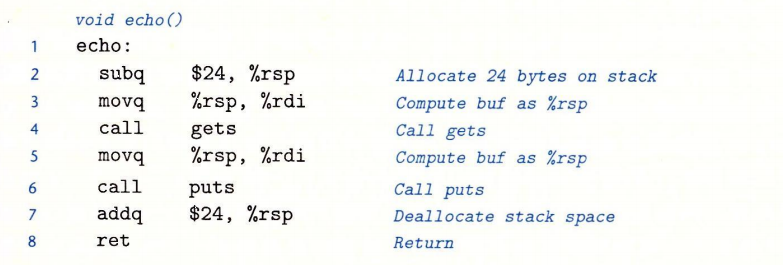 void echo()
1 echo:
2 subq $24, %rsp Allocate 24 bytes on stack
3 movq %rsp, %rdi Compute buf as %rsp
4 call gets Call gets
5 movq %rsp, %rdi Compute buf as %rsp
6 call puts Call puts
7 addq $24, %rsp Deallocate stack space
8 ret Return